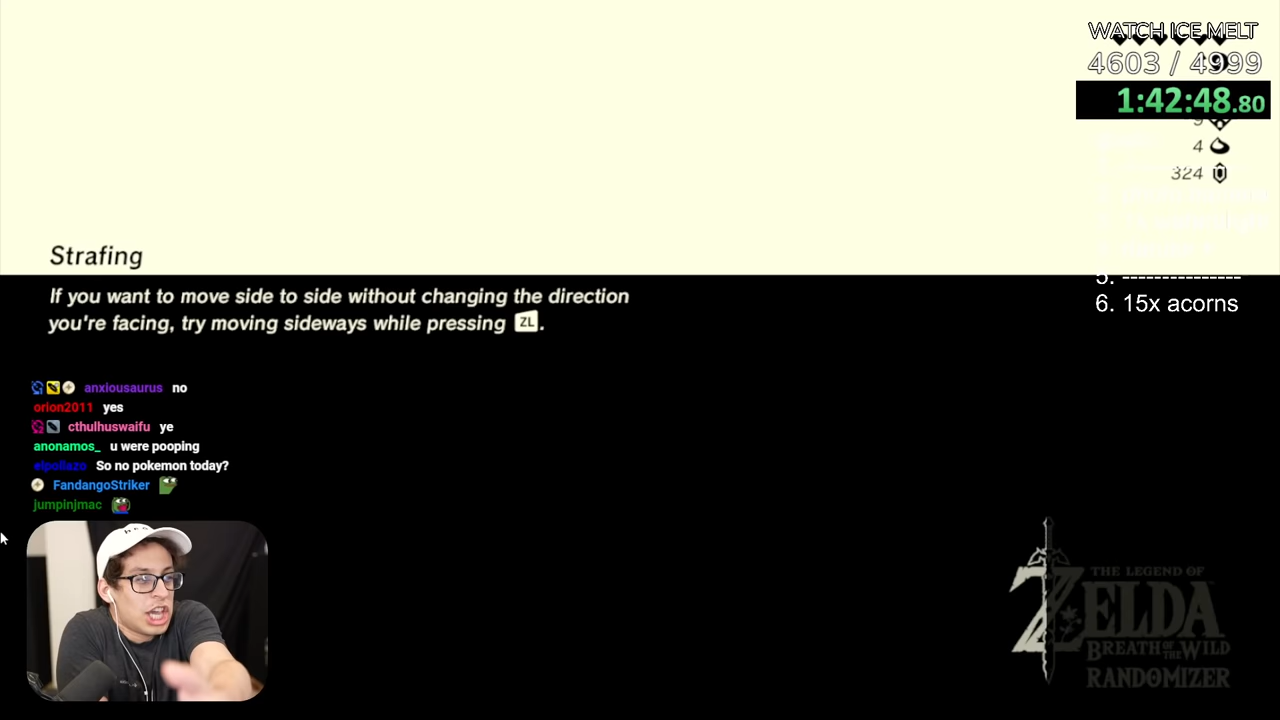 WATCH ICE MELT
4603 / 4999
1:42:48.80
9
4
324
Strafing
If you want to move side to side without changing the direction
you're facing, try moving sideways while pressing ZL.
5. ---------------
6. 15x acorns
anxiousaurus no
orion2011 yes
cthulhuswaifu ye
anonamos_ u were pooping
elpollazo So no pokemon today?
FandangoStriker
jumpinjmac
THE LEGEND OF
ZELDA
BREATH OF THE WILD
RANDOMIZER